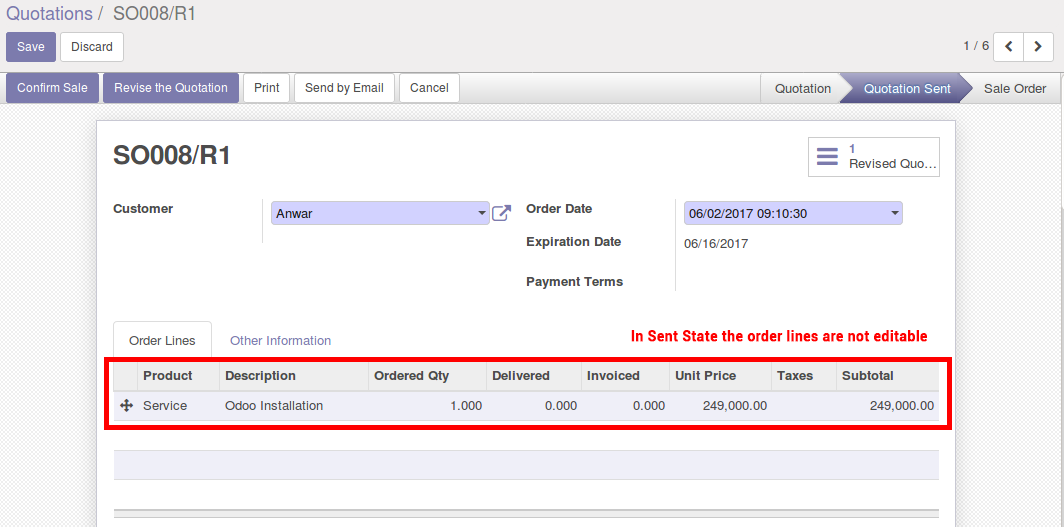 Quotations / SO008/R1
Save Discard 1 / 6
Confirm Sale Revise the Quotation Print Send by Email Cancel Quotation Quotation Sent Sale Order
SO008/R1
1
Revised Quo...
Customer Anwar Order Date 06/02/2017 09:10:30
Expiration Date 06/16/2017
Payment Terms
Order Lines Other Information In Sent State the order lines are not editable
Product Description Ordered Qty Delivered Invoiced Unit Price Taxes Subtotal
Service Odoo Installation 1.000 0.000 0.000 249,000.00 249,000.00